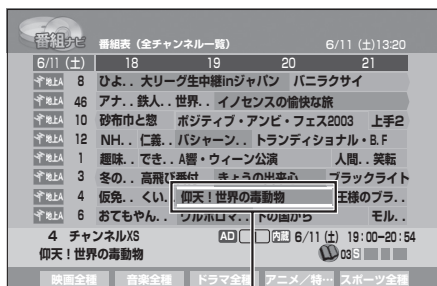 番組ナビ 番組表（全チャンネル一覧） 6/11 (土)13:20
6/11 (土) 18 19 20 21
地上A 8 ひよ.. 大リーグ生中継inジャパン バニラクサイ
地上A 46 アナ.. 鉄人.. 世界.. イノセンスの愉快な旅
地上A 10 砂布巾と惣 ポジティブ・アンビ・フェス2003 上手2
地上A 12 NH.. 仁義.. バシャーン.. トランディショナル・B.F
地上A 1 趣味.. でき.. A響・ウィーン公演 人間.. 笑転
地上A 3 冬の.. 高飛び番付 きょうの出来心 ブラックライト
地上A 4 仮免.. くい.. 仰天！世界の毒動物 王様のブラ..
地上A 6 おてもやん.. ウルホロマ.. トの国から モル..
4 チャンネルXS AD 内蔵 6/11 (土) 19:00-20:54
仰天！世界の毒動物 03 S
映画全種 音楽全種 ドラマ全種 アニメ／特… スポーツ全種